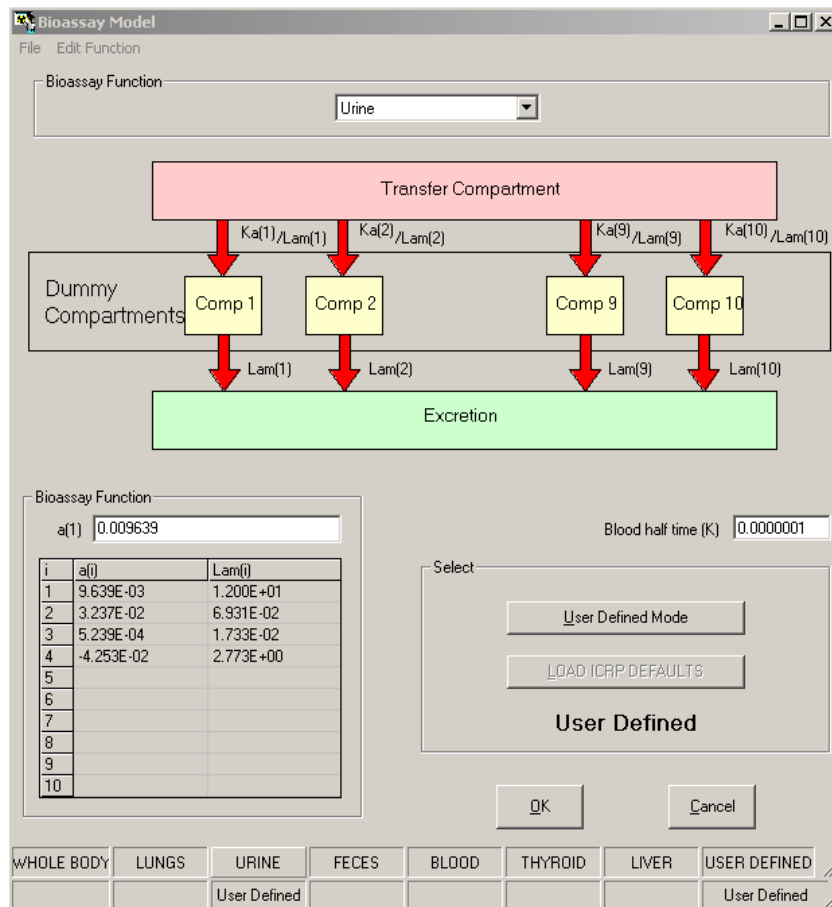 Bioassay Model
File Edit Function
Bioassay Function
Urine
Transfer Compartment
Ka(1)/Lam(1) Ka(2)/Lam(2) Ka(9)/Lam(9) Ka(10)/Lam(10)
Dummy
Compartments
Comp 1 Comp 2 Comp 9 Comp 10
Lam(1) Lam(2) Lam(9) Lam(10)
Excretion
Bioassay Function
a(1) 0.009639
Blood half time (K) 0.0000001
i a(i) Lam(i)
1 9.639E-03 1.200E+01
2 3.237E-02 6.931E-02
3 5.239E-04 1.733E-02
4 -4.253E-02 2.773E+00
5
6
7
8
9
10
Select
User Defined Mode
LOAD ICRP DEFAULTS
User Defined
OK Cancel
WHOLE BODY LUNGS URINE FECES BLOOD THYROID LIVER USER DEFINED
User Defined User Defined